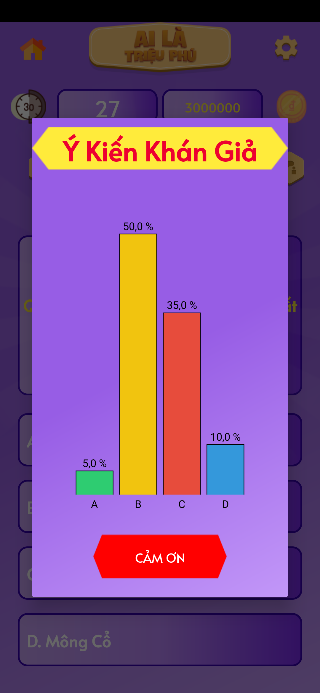 AI LÀ
TRIỆU PHÚ
30
27
3000000
Ý Kiến Khán Giả
50,0 %
35,0 %
10,0 %
5,0 %
A
B
C
D
CẢM ƠN
D. Mông Cổ